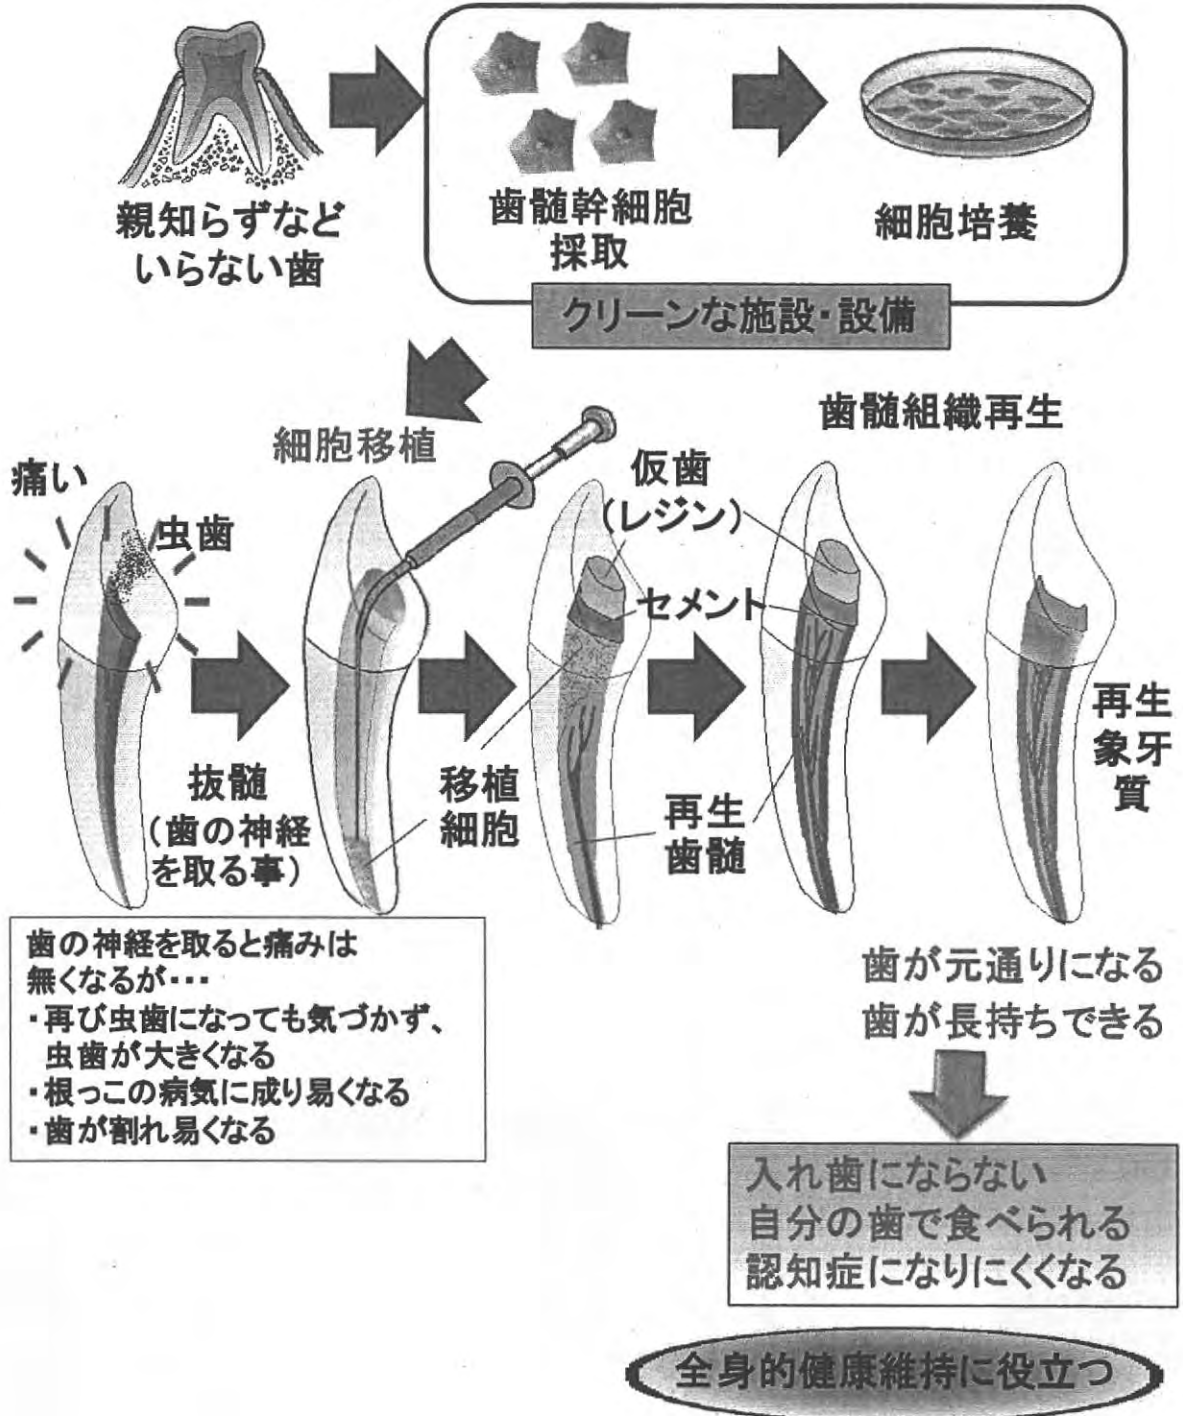 親知らずなど
いらない歯
歯髄幹細胞
採取
細胞培養
クリーンな施設・設備
細胞移植
歯髄組織再生
痛い
虫歯
仮歯
（レジン）
セメント
抜髄
（歯の神経
を取る事）
移植
細胞
再生
歯髄
再生
象牙
質
歯の神経を取ると痛みは
無くなるが・・・
・再び虫歯になっても気づかず、
虫歯が大きくなる
・根っこの病気に成り易くなる
・歯が割れ易くなる
歯が元通りになる
歯が長持ちできる
入れ歯にならない
自分の歯で食べられる
認知症になりにくくなる
全身的健康維持に役立つ